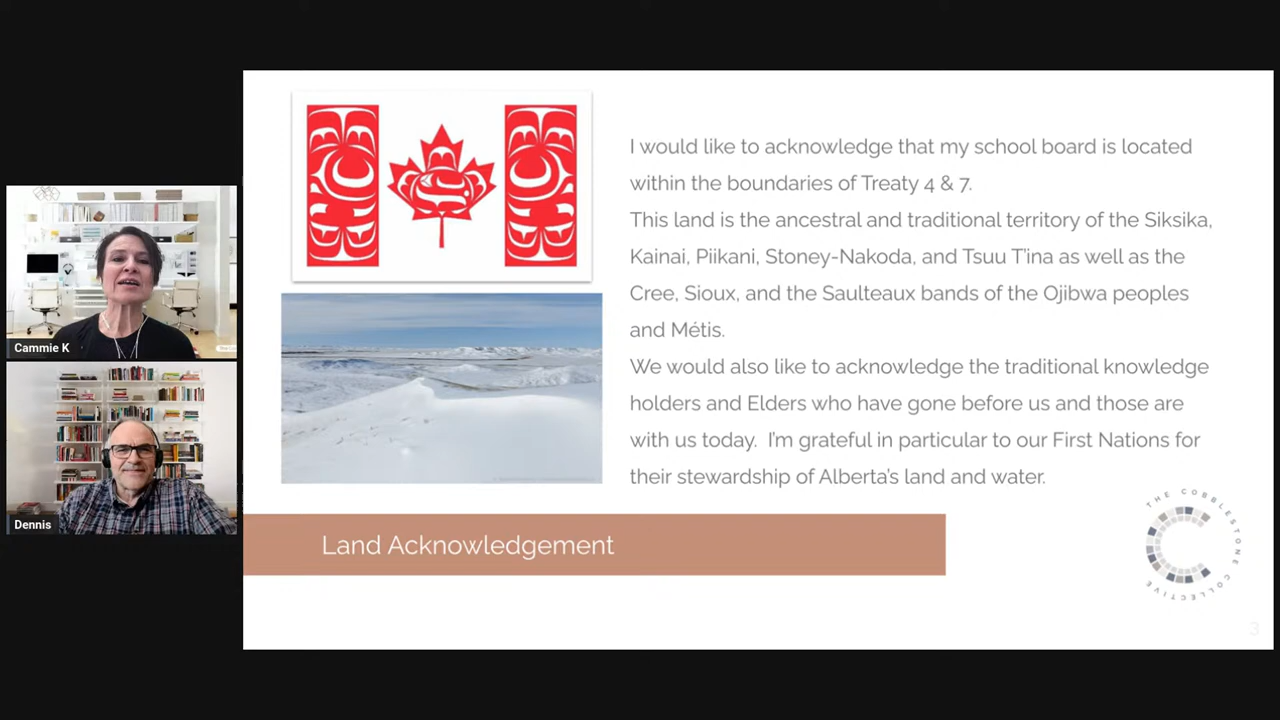 I would like to acknowledge that my school board is located
within the boundaries of Treaty 4 & 7.
This land is the ancestral and traditional territory of the Siksika,
Kainai, Piikani, Stoney-Nakoda, and Tsuu T'ina as well as the
Cree, Sioux, and the Saulteaux bands of the Ojibwa peoples
and Métis.
We would also like to acknowledge the traditional knowledge
holders and Elders who have gone before us and those are
with us today. I'm grateful in particular to our First Nations for
their stewardship of Alberta's land and water.
Cammie K
Dennis
Land Acknowledgement
THE COBBLESTONE COLLECTIVE
3